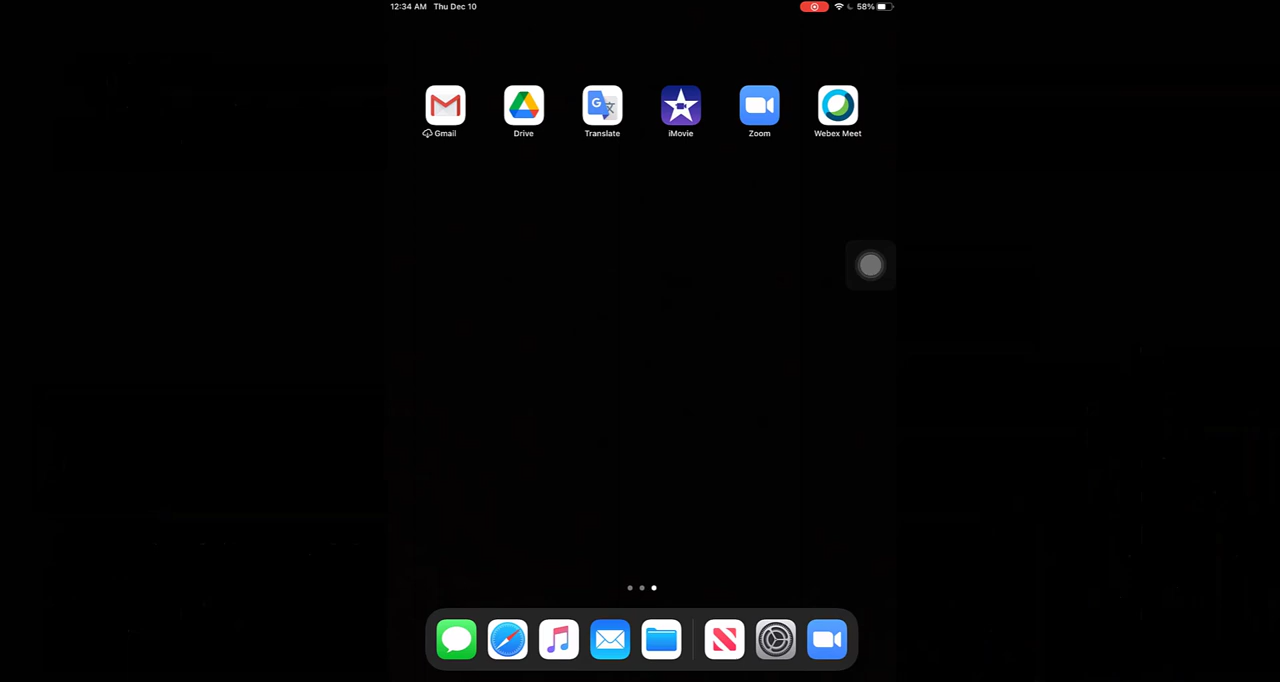 12:34 AM Thu Dec 10
58%
Gmail
Drive
Translate
iMovie
Zoom
Webex Meet